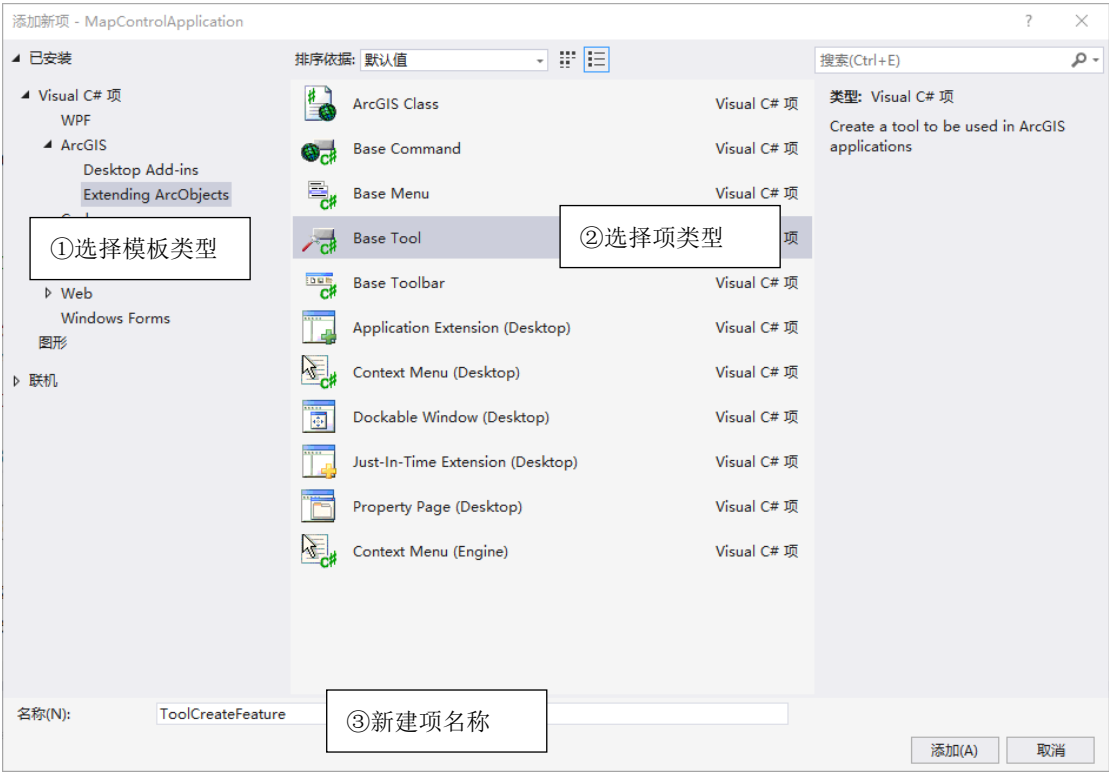 添加新项 - MapControlApplication
? ×
已安装
Visual C# 项
WPF
ArcGIS
Desktop Add-ins
Extending ArcObjects
①选择模板类型
Web
Windows Forms
图形
联机
排序依据: 默认值
ArcGIS Class Visual C# 项
Base Command Visual C# 项
Base Menu Visual C# 项
Base Tool ②选择项类型 项
Base Toolbar Visual C# 项
Application Extension (Desktop) Visual C# 项
Context Menu (Desktop) Visual C# 项
Dockable Window (Desktop) Visual C# 项
Just-In-Time Extension (Desktop) Visual C# 项
Property Page (Desktop) Visual C# 项
Context Menu (Engine) Visual C# 项
搜索(Ctrl+E)
类型: Visual C# 项
Create a tool to be used in ArcGIS
applications
名称(N): ToolCreateFeature
③新建项名称
添加(A) 取消